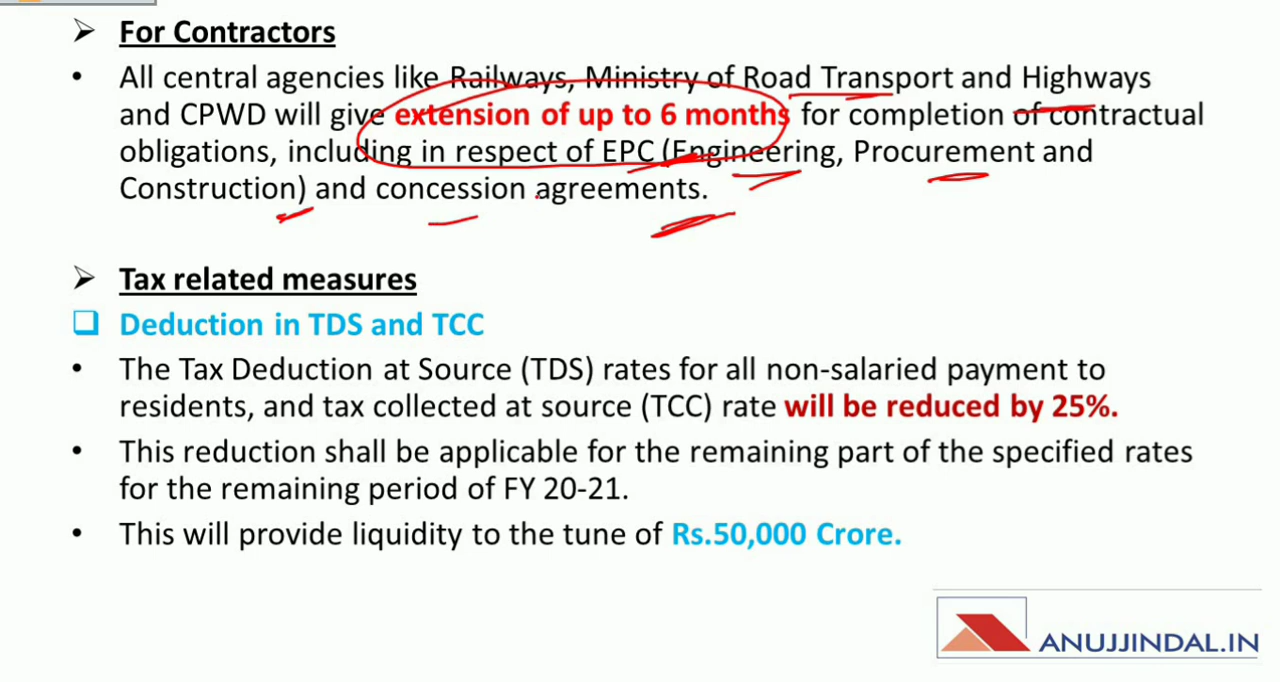 For Contractors
All central agencies like Railways, Ministry of Road Transport and Highways
and CPWD will give extension of up to 6 months for completion of contractual
obligations, including in respect of EPC (Engineering, Procurement and
Construction) and concession agreements.
Tax related measures
Deduction in TDS and TCC
The Tax Deduction at Source (TDS) rates for all non-salaried payment to
residents, and tax collected at source (TCC) rate will be reduced by 25%.
This reduction shall be applicable for the remaining part of the specified rates
for the remaining period of FY 20-21.
This will provide liquidity to the tune of Rs.50,000 Crore.
ANUJJINDAL.IN